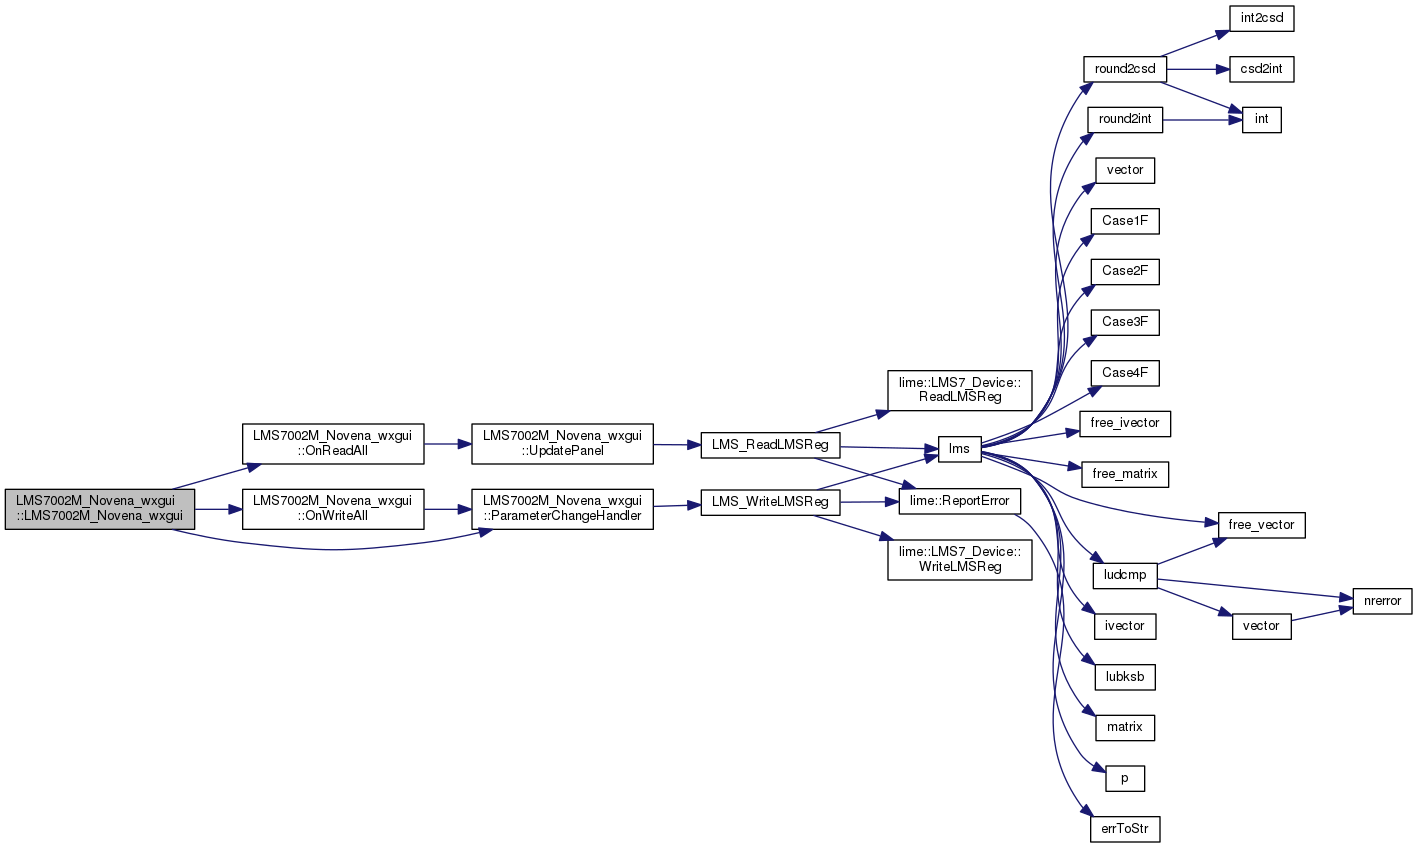 LMS7002M_Novena_wxgui
::LMS7002M_Novena_wxgui
LMS7002M_Novena_wxgui
::OnReadAll
LMS7002M_Novena_wxgui
::OnWriteAll
LMS7002M_Novena_wxgui
::UpdatePanel
LMS7002M_Novena_wxgui
::ParameterChangeHandler
LMS_ReadLMSReg
LMS_WriteLMSReg
lime::LMS7_Device::
ReadLMSReg
lms
lime::ReportError
lime::LMS7_Device::
WriteLMSReg
round2csd
round2int
vector
Case1F
Case2F
Case3F
Case4F
free_ivector
free_matrix
ludcmp
ivector
lubksb
matrix
p
errToStr
int2csd
csd2int
int
free_vector
vector
nrerror